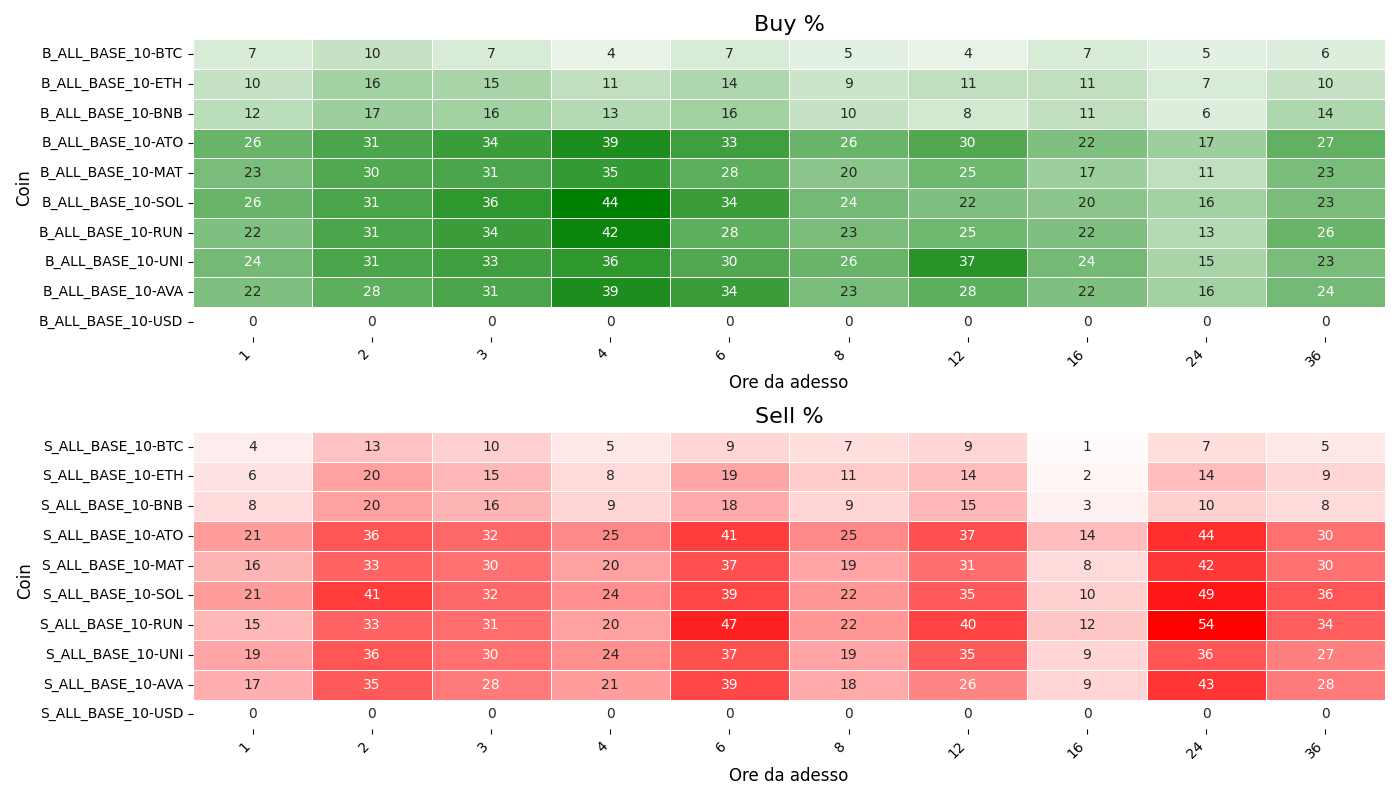 Buy %
Coin
B_ALL_BASE_10-BTC 7 10 7 4 7 5 4 7 5 6
B_ALL_BASE_10-ETH 10 16 15 11 14 9 11 11 7 10
B_ALL_BASE_10-BNB 12 17 16 13 16 10 8 11 6 14
B_ALL_BASE_10-ATO 26 31 34 39 33 26 30 22 17 27
B_ALL_BASE_10-MAT 23 30 31 35 28 20 25 17 11 23
B_ALL_BASE_10-SOL 26 31 36 44 34 24 22 20 16 23
B_ALL_BASE_10-RUN 22 31 34 42 28 23 25 22 13 26
B_ALL_BASE_10-UNI 24 31 33 36 30 26 37 24 15 23
B_ALL_BASE_10-AVA 22 28 31 39 34 23 28 22 16 24
B_ALL_BASE_10-USD 0 0 0 0 0 0 0 0 0 0
1 2 3 4 6 8 12 16 24 36
Ore da adesso
Sell %
Coin
S_ALL_BASE_10-BTC 4 13 10 5 9 7 9 1 7 5
S_ALL_BASE_10-ETH 6 20 15 8 19 11 14 2 14 9
S_ALL_BASE_10-BNB 8 20 16 9 18 9 15 3 10 8
S_ALL_BASE_10-ATO 21 36 32 25 41 25 37 14 44 30
S_ALL_BASE_10-MAT 16 33 30 20 37 19 31 8 42 30
S_ALL_BASE_10-SOL 21 41 32 24 39 22 35 10 49 36
S_ALL_BASE_10-RUN 15 33 31 20 47 22 40 12 54 34
S_ALL_BASE_10-UNI 19 36 30 24 37 19 35 9 36 27
S_ALL_BASE_10-AVA 17 35 28 21 39 18 26 9 43 28
S_ALL_BASE_10-USD 0 0 0 0 0 0 0 0 0 0
1 2 3 4 6 8 12 16 24 36
Ore da adesso